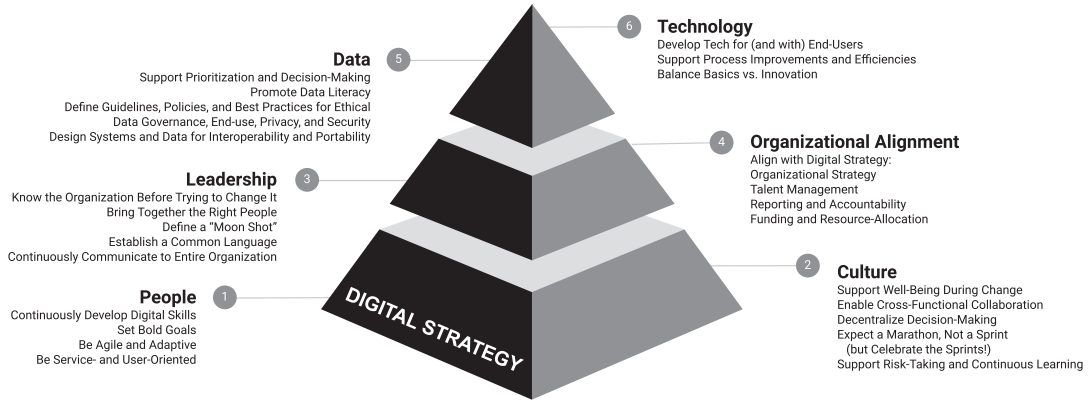 6
Technology
Develop Tech for (and with) End-Users
Support Process Improvements and Efficiencies
Balance Basics vs. Innovation
5
Data
Support Prioritization and Decision-Making
Promote Data Literacy
Define Guidelines, Policies, and Best Practices for Ethical
Data Governance, End-use, Privacy, and Security
Design Systems and Data for Interoperability and Portability
4
Organizational Alignment
Align with Digital Strategy:
Organizational Strategy
Talent Management
Reporting and Accountability
Funding and Resource-Allocation
3
Leadership
Know the Organization Before Trying to Change It
Bring Together the Right People
Define a “Moon Shot”
Establish a Common Language
Continuously Communicate to Entire Organization
2
Culture
Support Well-Being During Change
Enable Cross-Functional Collaboration
Decentralize Decision-Making
Expect a Marathon, Not a Sprint
(but Celebrate the Sprints!)
Support Risk-Taking and Continuous Learning
1
People
Continuously Develop Digital Skills
Set Bold Goals
Be Agile and Adaptive
Be Service- and User-Oriented
DIGITAL STRATEGY